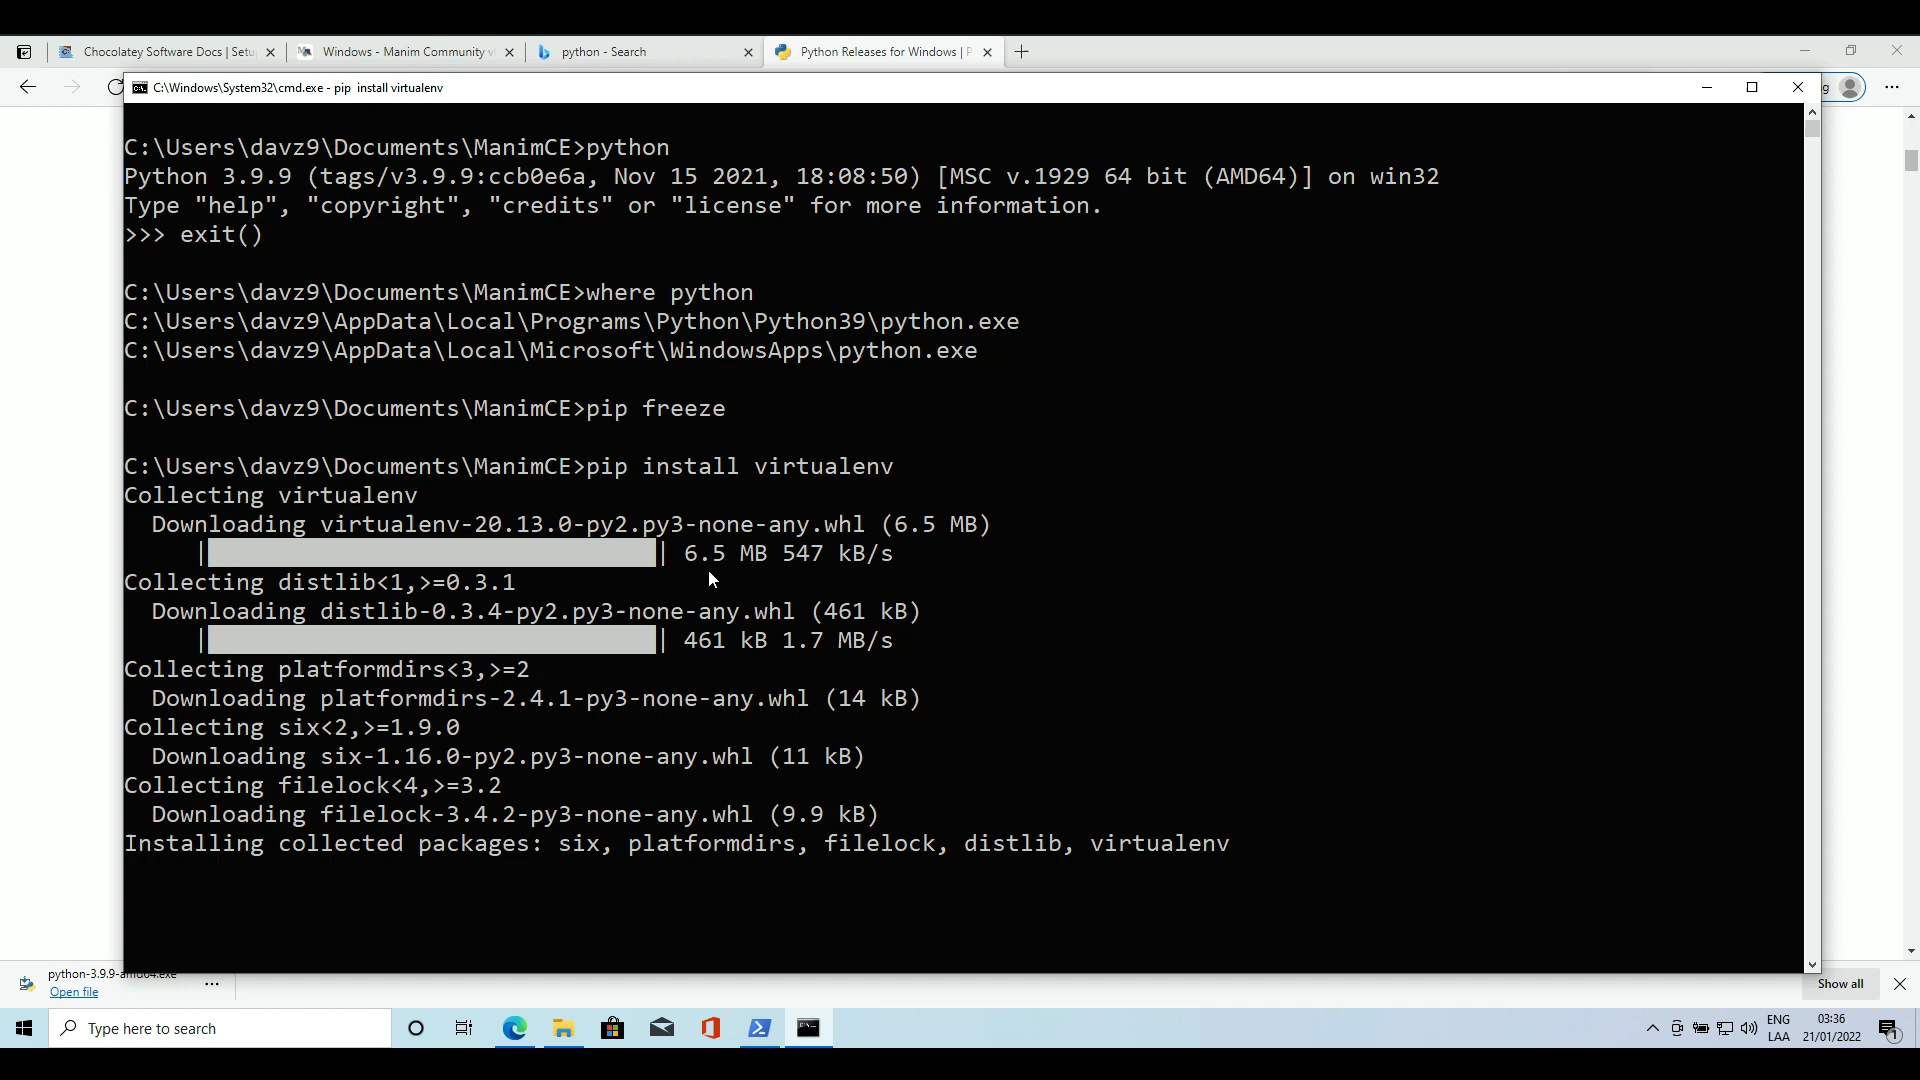 Chocolatey Software Docs | Setu
Windows - Manim Community v
python - Search
Python Releases for Windows | P
C:\Windows\System32\cmd.exe - pip install virtualenv
g
C:\Users\davz9\Documents\ManimCE>python
Python 3.9.9 (tags/v3.9.9:ccb0e6a, Nov 15 2021, 18:08:50) [MSC v.1929 64 bit (AMD64)] on win32
Type "help", "copyright", "credits" or "license" for more information.
>>> exit()
C:\Users\davz9\Documents\ManimCE>where python
C:\Users\davz9\AppData\Local\Programs\Python\Python39\python.exe
C:\Users\davz9\AppData\Local\Microsoft\WindowsApps\python.exe
C:\Users\davz9\Documents\ManimCE>pip freeze
C:\Users\davz9\Documents\ManimCE>pip install virtualenv
Collecting virtualenv
  Downloading virtualenv-20.13.0-py2.py3-none-any.whl (6.5 MB)
| | 6.5 MB 547 kB/s
Collecting distlib<1,>=0.3.1
  Downloading distlib-0.3.4-py2.py3-none-any.whl (461 kB)
| | 461 kB 1.7 MB/s
Collecting platformdirs<3,>=2
  Downloading platformdirs-2.4.1-py3-none-any.whl (14 kB)
Collecting six<2,>=1.9.0
  Downloading six-1.16.0-py2.py3-none-any.whl (11 kB)
Collecting filelock<4,>=3.2
  Downloading filelock-3.4.2-py3-none-any.whl (9.9 kB)
Installing collected packages: six, platformdirs, filelock, distlib, virtualenv
python-3.9.9-amd64.exe
Open file
Show all
Type here to search
ENG
LAA
03:36
21/01/2022
1